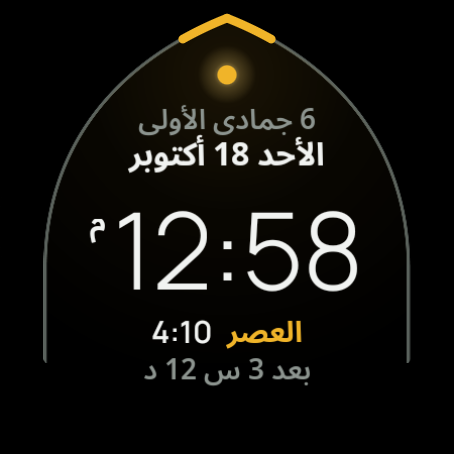 6 جمادى الأولى
الأحد 18 أكتوبر
12:58 م
العصر 4:10
بعد 3 س 12 د